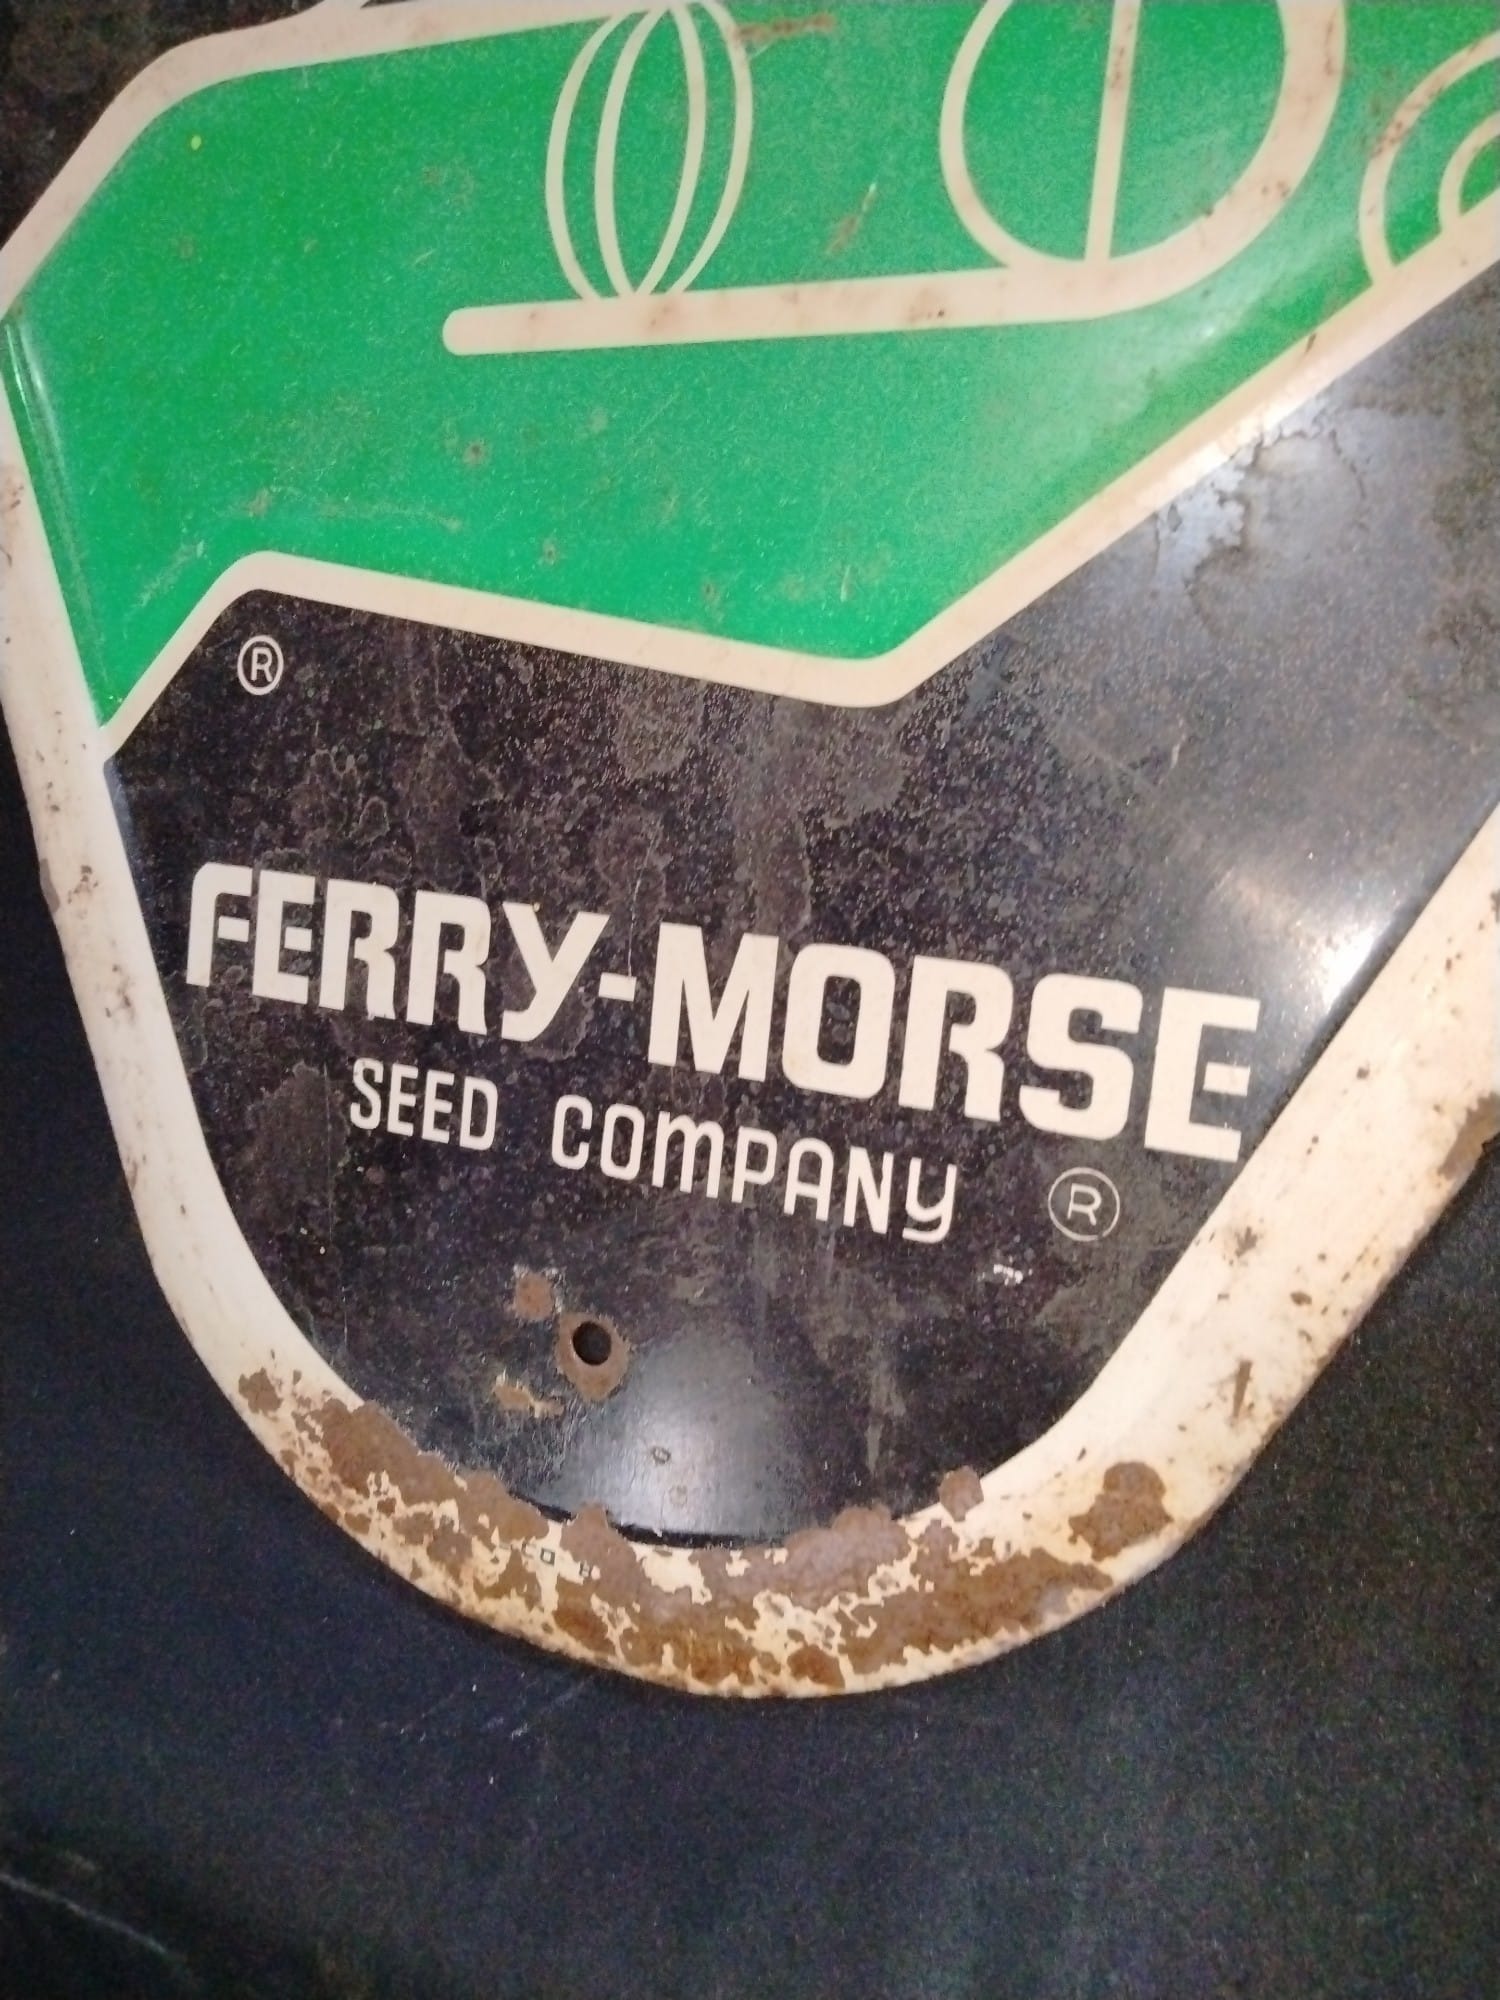 ®
FERRY-MORSE
SEED COMPANY ®